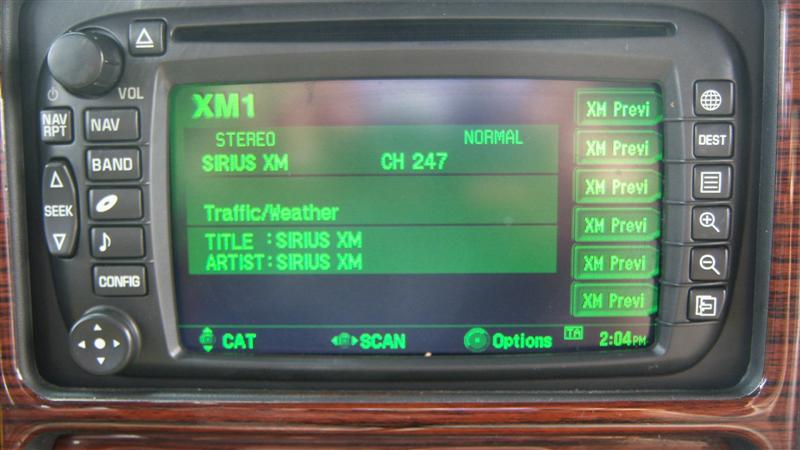 VOL
NAV RPT
NAV
BAND
SEEK
CONFIG
XM1
STEREO NORMAL
SIRIUS XM CH 247
Traffic/Weather
TITLE :SIRIUS XM
ARTIST:SIRIUS XM
CAT SCAN Options TA 2:04PM
XM Previ
XM Previ
XM Previ
XM Previ
XM Previ
XM Previ
DEST